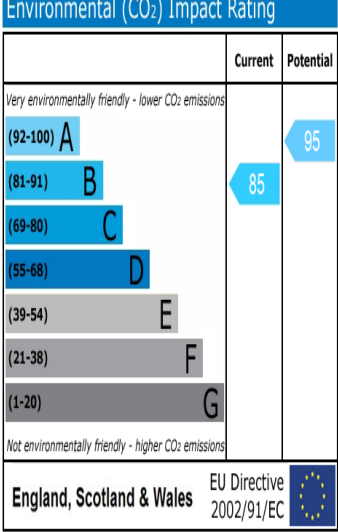 Environmental (CO2) Impact Rating
Current Potential
Very environmentally friendly - lower CO2 emissions
(92-100) A
95
(81-91) B
85
(69-80) C
(55-68) D
(39-54) E
(21-38) F
(1-20) G
Not environmentally friendly - higher CO2 emissions
England, Scotland & Wales
EU Directive
2002/91/EC